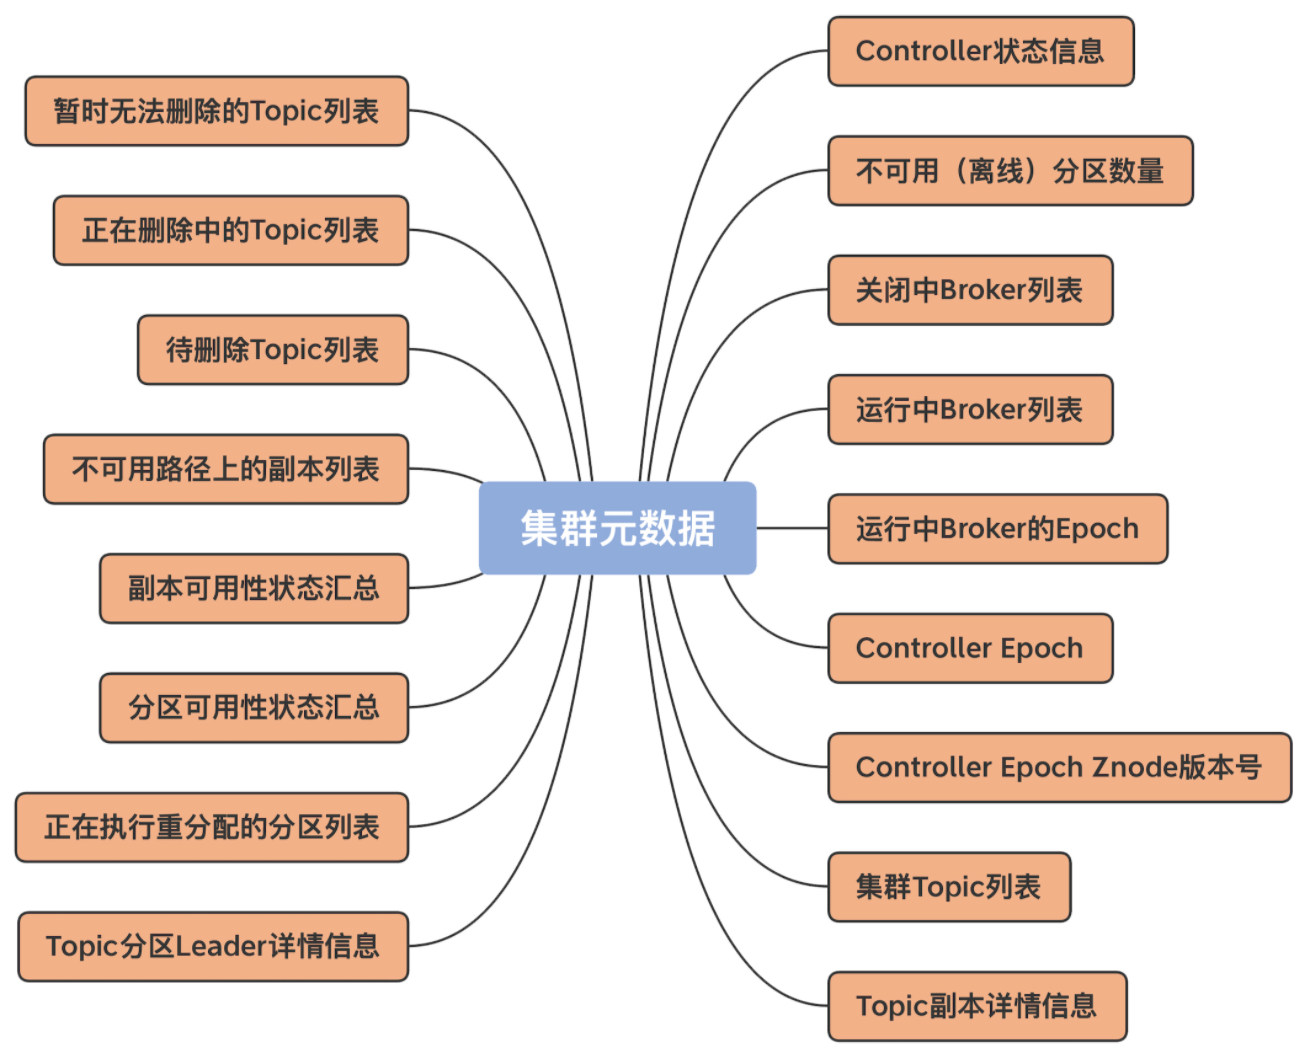 暂时无法删除的Topic列表
正在删除中的Topic列表
待删除Topic列表
不可用路径上的副本列表
副本可用性状态汇总
分区可用性状态汇总
正在执行重分配的分区列表
Topic分区Leader详情信息
集群元数据
Controller状态信息
不可用（离线）分区数量
关闭中Broker列表
运行中Broker列表
运行中Broker的Epoch
Controller Epoch
Controller Epoch Znode版本号
集群Topic列表
Topic副本详情信息